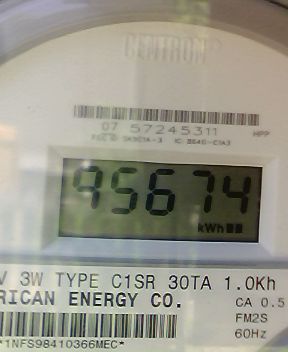 CENTRON
07 57245311
HPP
95674
kWh
V 3W TYPE C1SR 30TA 1.0Kh
RICAN ENERGY CO.
CA 0.5
FM2S
60Hz
*1NFS98410366MEC*